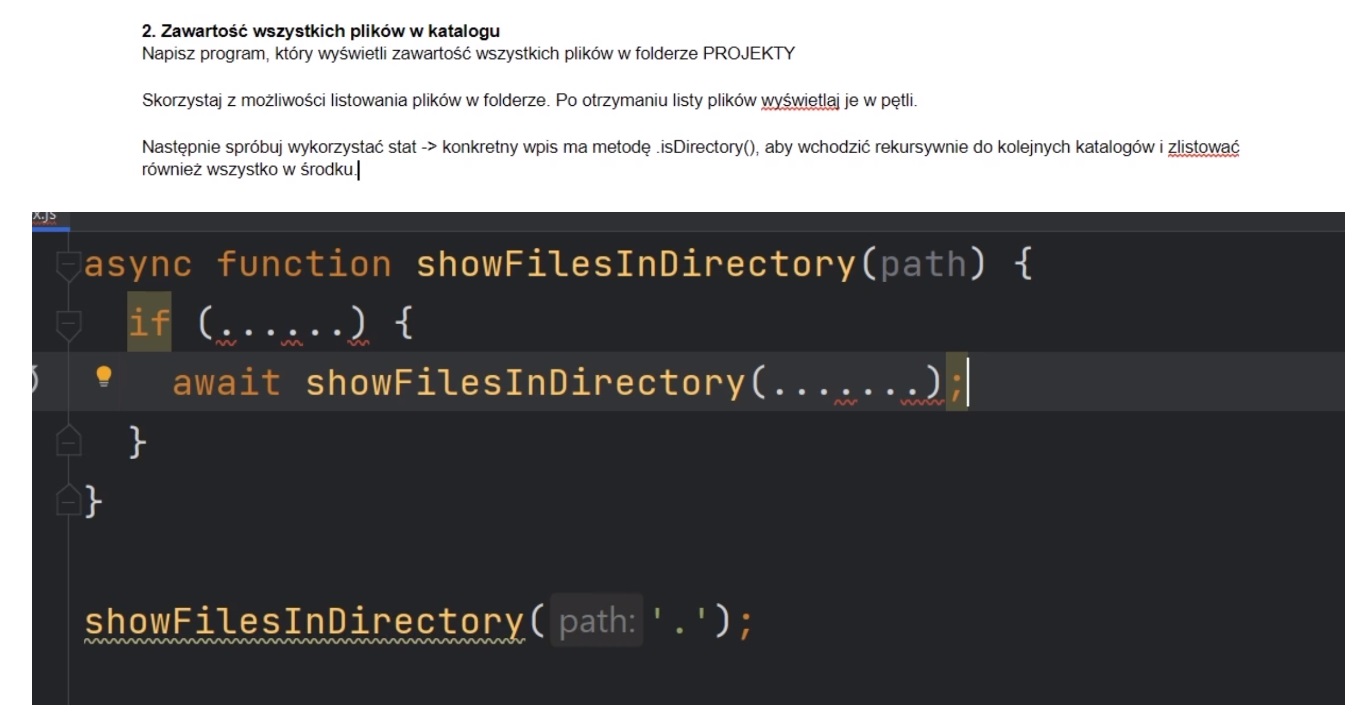 2. Zawartość wszystkich plików w katalogu
Napisz program, który wyświetli zawartość wszystkich plików w folderze PROJEKTY
Skorzystaj z możliwości listowania plików w folderze. Po otrzymaniu listy plików wyświetlaj je w pętli.
Następnie spróbuj wykorzystać stat -> konkretny wpis ma metodę .isDirectory(), aby wchodzić rekursywnie do kolejnych katalogów i zlistować
również wszystko w środku.
x.js
async function showFilesInDirectory(path) {
if (......) {
await showFilesInDirectory(.......);
}
}
showFilesInDirectory( path: '.');